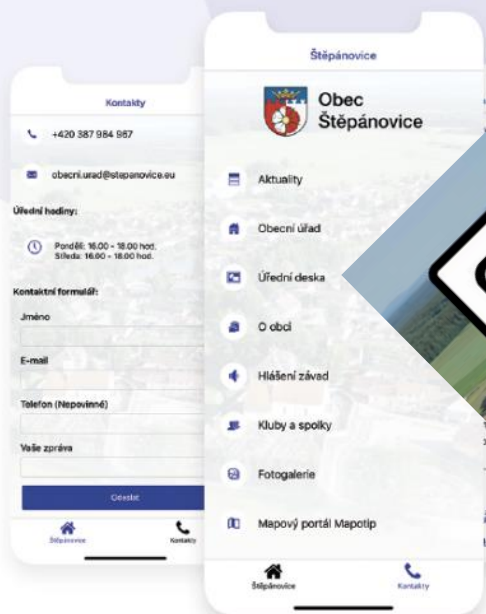 Kontakty
+420 387 984 967
obecni.urad@stepanovice.eu
Úřední hodiny:
Pondělí: 16.00 - 18.00 hod.
Středa: 16.00 - 18.00 hod.
Kontaktní formulář:
Jméno
E-mail
Telefon (Nepovinné)
Vaše zpráva
Odeslat
Štěpánovice
Kontakty
Štěpánovice
Obec
Štěpánovice
Aktuality
Obecní úřad
Úřední deska
O obci
Hlášení závad
Kluby a spolky
Fotogalerie
Mapový portál Mapotip
Štěpánovice
Kontakty